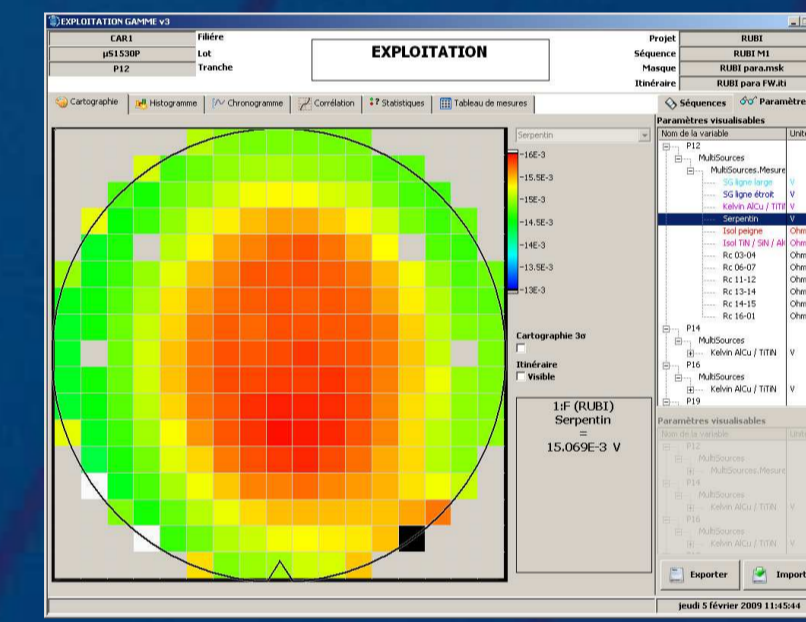 EXPLOITATION GAMME v3
CAR1 Filiére
µS1530P Lot
P12 Tranche
EXPLOITATION
Projet RUBI
Séquence RUBI M1
Masque RUBI para.msk
Itinéraire RUBI para FW.iti
Cartographie Histogramme Chronogramme Corrélation Statistiques Tableau de mesures
Séquences Paramètre
Serpentin
-16E-3
-15.5E-3
-15E-3
-14.5E-3
-14E-3
-13.5E-3
-13E-3
Cartographie 3σ
Itinéraire
Visible
1:F (RUBI)
Serpentin
=
15.069E-3 V
Paramètres visualisables
Nom de la variable Unité
P12
MultiSources
MultiSources.Mesure
SG ligne large V
SG ligne étroit V
Kelvin AlCu / TiTiN V
Serpentin V
Isol peigne Ohm
Isol TiN / SiN / Al Ohm
Rc 03-04 Ohm
Rc 06-07 Ohm
Rc 11-12 Ohm
Rc 13-14 Ohm
Rc 14-15 Ohm
Rc 16-01 Ohm
P14
MultiSources
Kelvin AlCu / TiTiN V
P16
MultiSources
Kelvin AlCu / TiTiN V
P19
Paramètres visualisables
Nom de la variable Unité
P12
MultiSources
MultiSources.Mesure
P14
MultiSources
Kelvin AlCu / TiTiN V
P16
MultiSources
Kelvin AlCu / TiTiN V
Exporter Import
jeudi 5 février 2009 11:45:44